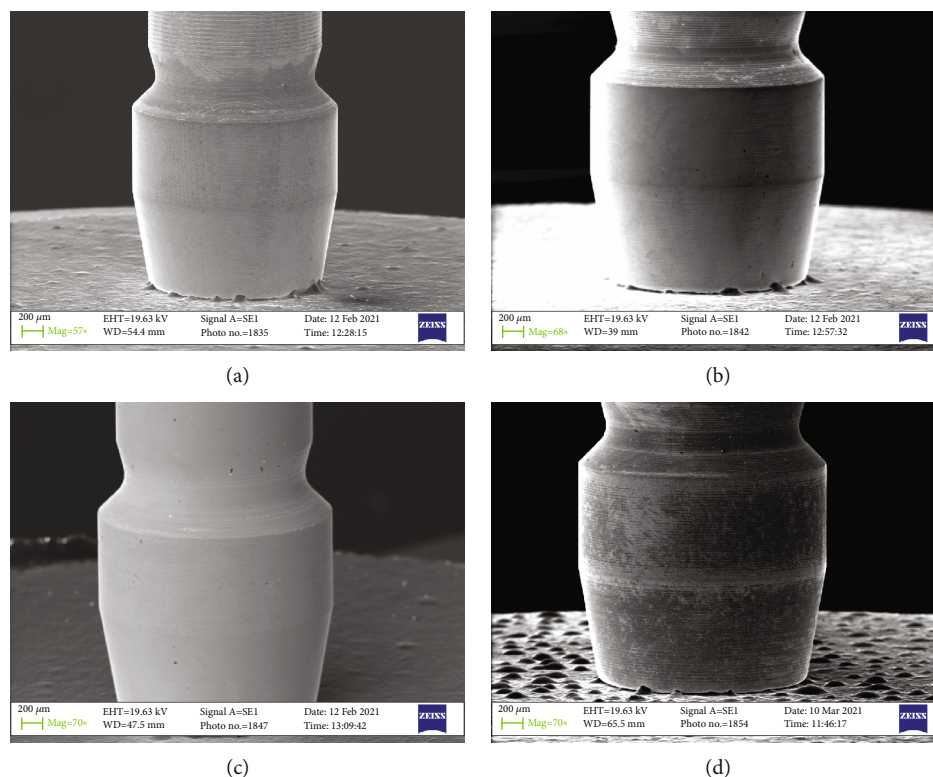 200 μm
Mag=57×
EHT=19.63 kV
WD=54.4 mm
Signal A=SE1
Photo no.=1835
Date: 12 Feb 2021
Time: 12:28:15
ZEISS
(a)
200 μm
Mag=68×
EHT=19.63 kV
WD=39 mm
Signal A=SE1
Photo no.=1842
Date: 12 Feb 2021
Time: 12:57:32
ZEISS
(b)
200 μm
Mag=70×
EHT=19.63 kV
WD=47.5 mm
Signal A=SE1
Photo no.=1847
Date: 12 Feb 2021
Time: 13:09:42
ZEISS
(c)
200 μm
Mag=70×
EHT=19.63 kV
WD=65.5 mm
Signal A=SE1
Photo no.=1854
Date: 10 Mar 2021
Time: 11:46:17
ZEISS
(d)